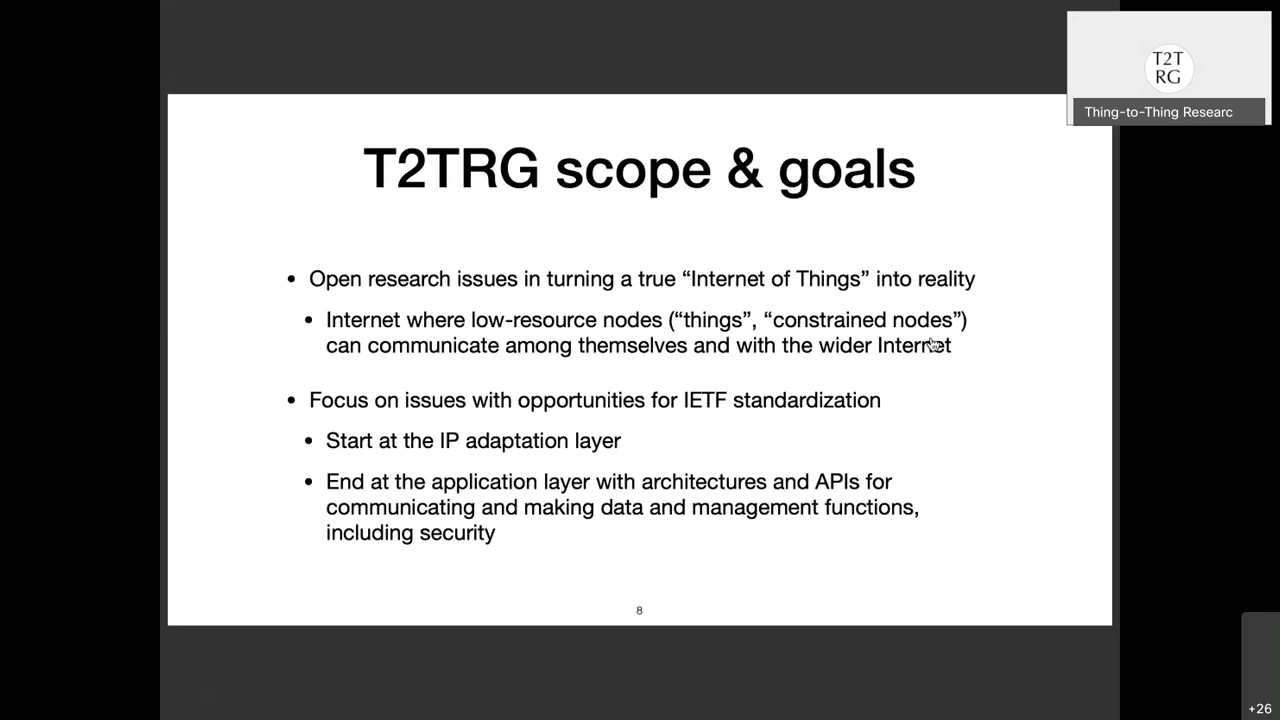 T2T
RG
Thing-to-Thing Researc
T2TRG scope & goals
• Open research issues in turning a true “Internet of Things” into reality
• Internet where low-resource nodes (“things”, “constrained nodes”)
can communicate among themselves and with the wider Internet
• Focus on issues with opportunities for IETF standardization
• Start at the IP adaptation layer
• End at the application layer with architectures and APIs for
communicating and making data and management functions,
including security
8
+26